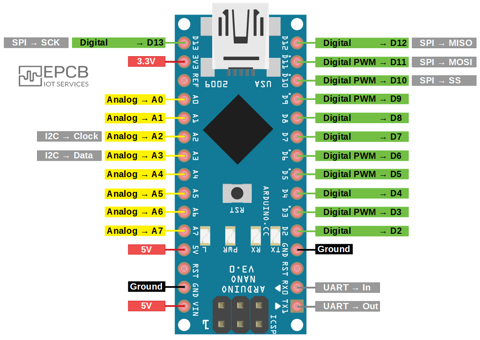 SPI → SCK Digital → D13
3.3V
EPCB
IOT SERVICES
Analog → A0
Analog → A1
I2C → Clock Analog → A2
I2C → Data Analog → A3
Analog → A4
Analog → A5
Analog → A6
Analog → A7
5V
Ground
5V
D13
3V3
REF
A0
A1
A2
A3
A4
A5
A6
A7
5V
RST
GND
VIN
USA
2009
RST
ARDUINO.CC
L
PWR
RX
TX
ARDUINO
NANO
V3.0
ICSP
1
D12
D11
D10
D9
D8
D7
D6
D5
D4
D3
D2
GND
RST
RX0
TX1
Digital → D12 SPI → MISO
Digital PWM → D11 SPI → MOSI
Digital PWM → D10 SPI → SS
Digital PWM → D9
Digital → D8
Digital → D7
Digital PWM → D6
Digital PWM → D5
Digital → D4
Digital PWM → D3
Digital → D2
Ground
UART → In
UART → Out